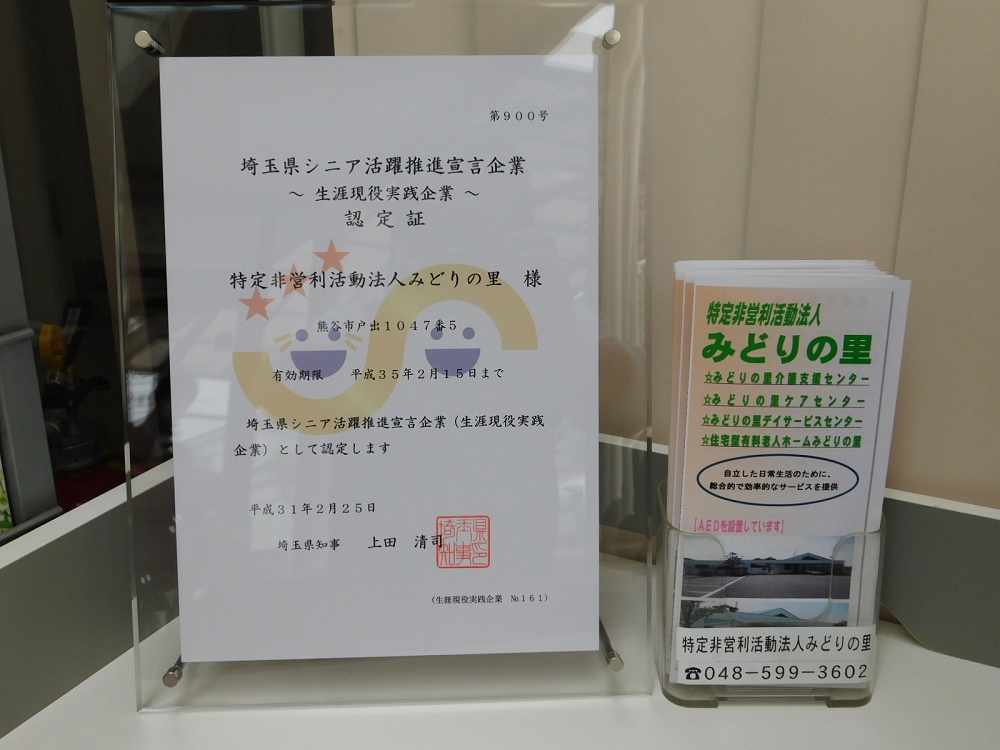 第９００号
埼玉県シニア活躍推進宣言企業
～ 生涯現役実践企業 ～
認 定 証
特定非営利活動法人みどりの里　様
熊谷市戸出１０４７番５
有効期限　　平成３５年２月１５日まで
埼玉県シニア活躍推進宣言企業（生涯現役実践
企業）として認定します
平成３１年２月２５日
埼玉県知事　　上田　清司
埼玉県知事印
（生涯現役実践企業　№１６１）
特定非営利活動法人
みどりの里
☆みどりの里介護支援センター
☆みどりの里ケアセンター
☆みどりの里デイサービスセンター
☆住宅型有料老人ホームみどりの里
自立した日常生活のために、
総合的で効率的なサービスを提供
[AEDを設置しています]
特定非営利活動法人みどりの里
☎048－599－3602